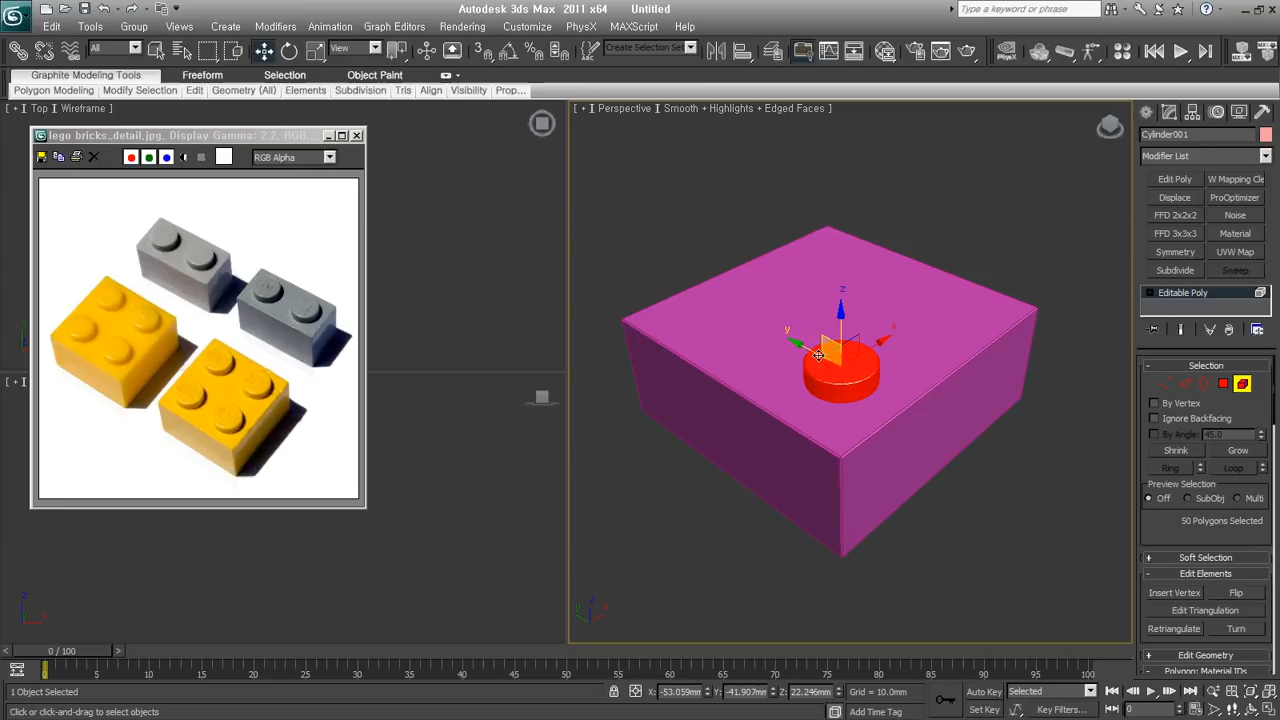 Autodesk 3ds Max 2011 x64 Untitled
Type a keyword or phrase
Edit Tools Group Views Create Modifiers Animation Graph Editors Rendering Customize PhysX MAXScript Help
All View Create Selection Set PhysX
Graphite Modeling Tools Freeform Selection Object Paint
Polygon Modeling Modify Selection Edit Geometry (All) Elements Subdivision Tris Align Visibility Prop...
[ + ] Top ] Wireframe ]
[ + ] Perspective ] Smooth + Highlights + Edged Faces ]
lego bricks_detail.jpg, Display Gamma: 2.2, RGB
RGB Alpha
Cylinder001
Modifier List
Edit Poly W Mapping Cle
Displace ProOptimizer
FFD 2x2x2 Noise
FFD 3x3x3 Material
Symmetry UVW Map
Subdivide Sweep
Editable Poly
z
y
x
Selection
By Vertex
Ignore Backfacing
By Angle: 45.0
Shrink Grow
Ring Loop
Preview Selection
Off SubObj Multi
50 Polygons Selected
Soft Selection
Edit Elements
Insert Vertex Flip
Edit Triangulation
Retriangulate Turn
Edit Geometry
Polygon: Material IDs
[ + ]
z
z
y x
0 / 100
0 5 10 15 20 25 30 35 40 45 50 55 60 65 70 75 80 85 90 95 100
1 Object Selected X: -53.059mm Y: -41.907mm Z: 22.246mm Grid = 10.0mm Auto Key Selected
Click or click-and-drag to select objects Add Time Tag Set Key Key Filters... 0